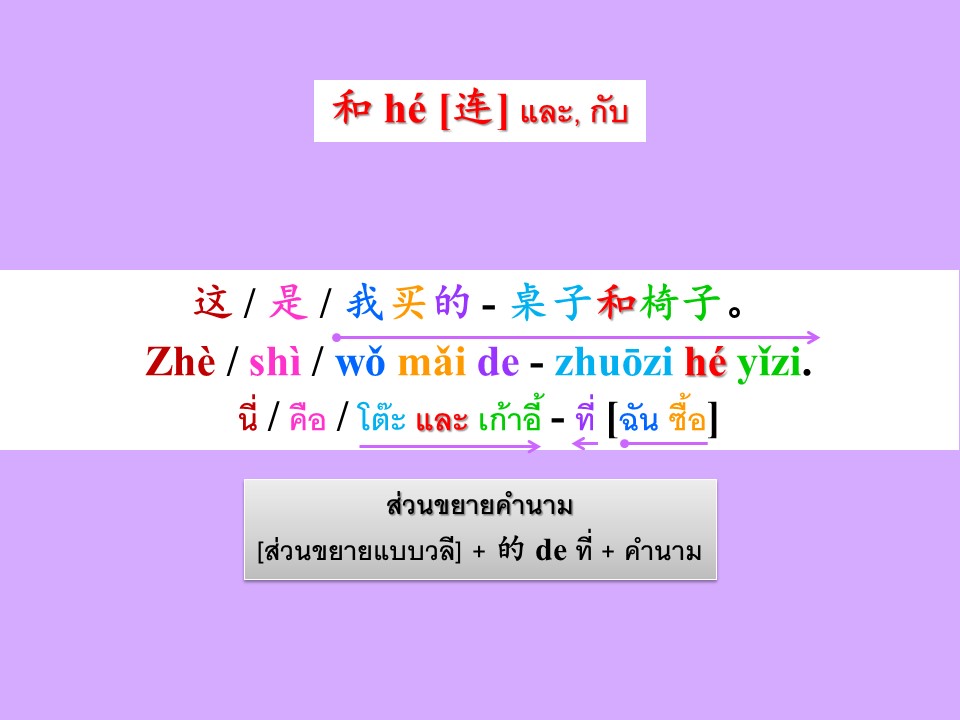 和 hé [连] และ, กับ
这 / 是 / 我买的 - 桌子和椅子。
Zhè / shì / wǒ mǎi de - zhuōzi hé yǐzi.
นี่ / คือ / โต๊ะ และ เก้าอี้ - ที่ [ฉัน ซื้อ]
ส่วนขยายคำนาม
[ส่วนขยายแบบวลี] + 的 de ที่ + คำนาม